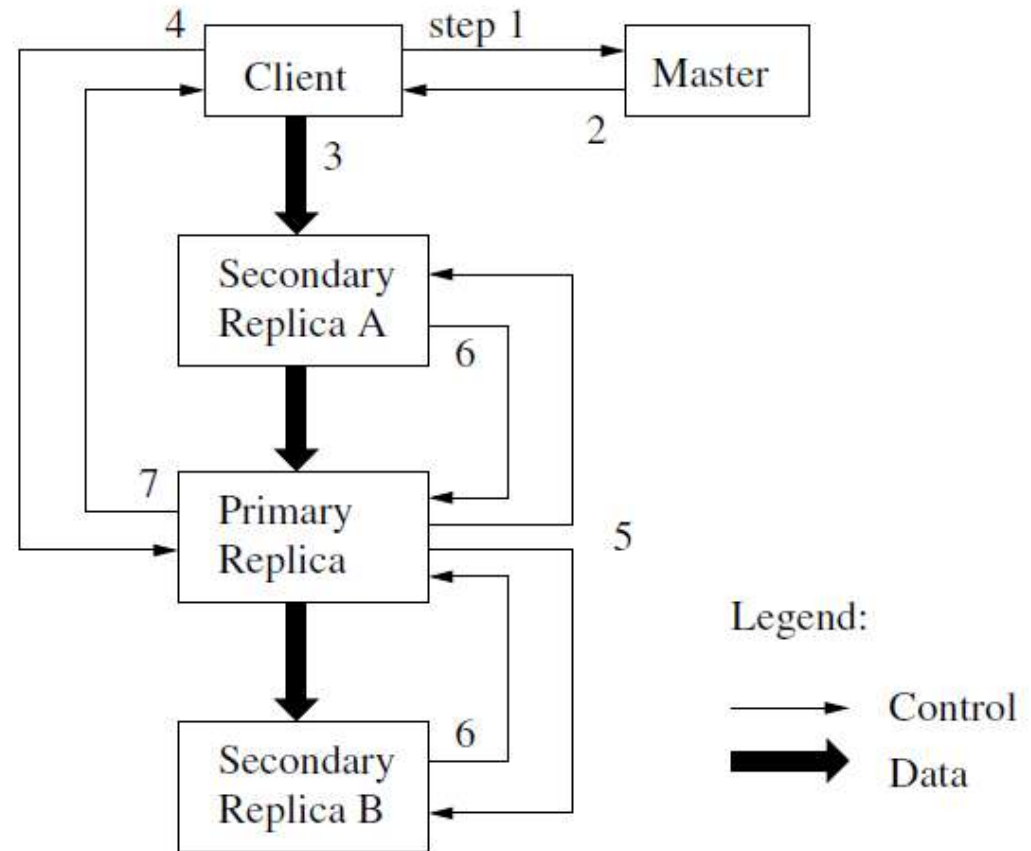 4
step 1
Client
Master
2
3
Secondary
Replica A
6
7
Primary
Replica
5
Legend:
Control
6
Secondary
Replica B
Data